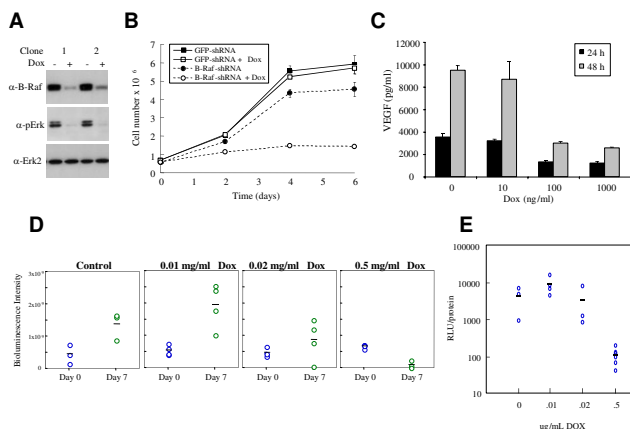 A
Clone 1 2
Dox - + - +
α-B-Raf
α-pErk
α-Erk2
B
Cell number x 10⁻⁶
7
6
5
4
3
2
1
0
0 2 4 6
Time (days)
GFP-shRNA
GFP-shRNA + Dox
B-Raf-shRNA
B-Raf-shRNA + Dox
C
VEGF (pg/ml)
12000
10000
8000
6000
4000
2000
0
0 10 100 1000
Dox (ng/ml)
24 h
48 h
D
Control
0.01 mg/ml Dox
0.02 mg/ml Dox
0.5 mg/ml Dox
Bioluminescence Intensity
0
Day 0 Day 7
Day 0 Day 7
Day 0 Day 7
Day 0 Day 7
E
RLU/protein
100000
10000
1000
100
10
0 .01 .02 .5
ug/mL DOX